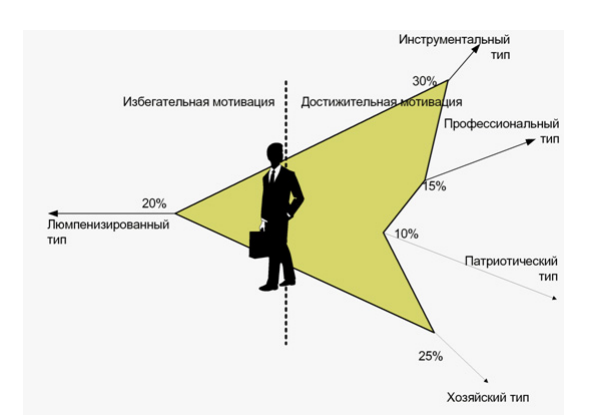 Инструментальный
тип
30%
Избегательная мотивация
Достижительная мотивация
Профессиональный
тип
15%
20%
Люмпенизированный
тип
10%
Патриотический
тип
25%
Хозяйский тип